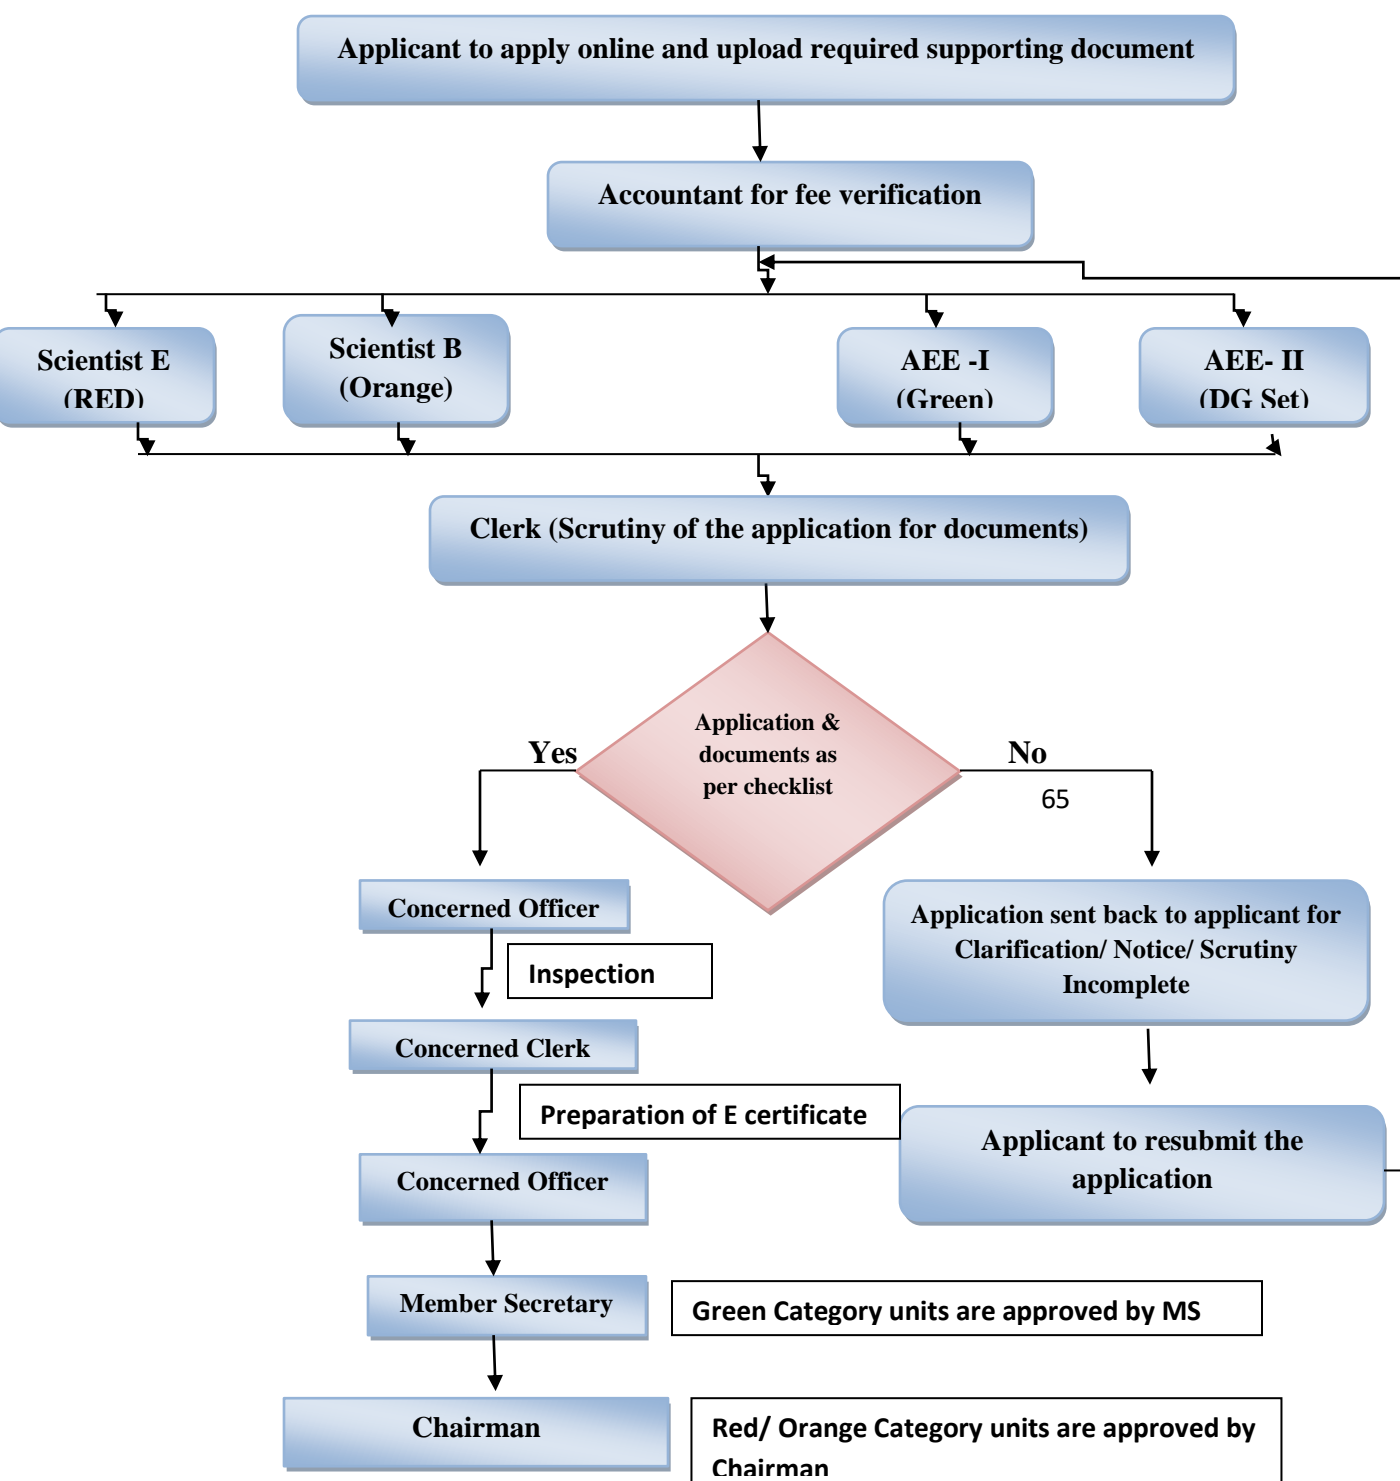 Applicant to apply online and upload required supporting document
Accountant for fee verification
Scientist E
(RED)
Scientist B
(Orange)
AEE -I
(Green)
AEE- II
(DG Set)
Clerk (Scrutiny of the application for documents)
Application &
documents as
per checklist
Yes
No
65
Concerned Officer
Inspection
Concerned Clerk
Preparation of E certificate
Concerned Officer
Member Secretary
Green Category units are approved by MS
Chairman
Red/ Orange Category units are approved by
Chairman
Application sent back to applicant for
Clarification/ Notice/ Scrutiny
Incomplete
Applicant to resubmit the
application